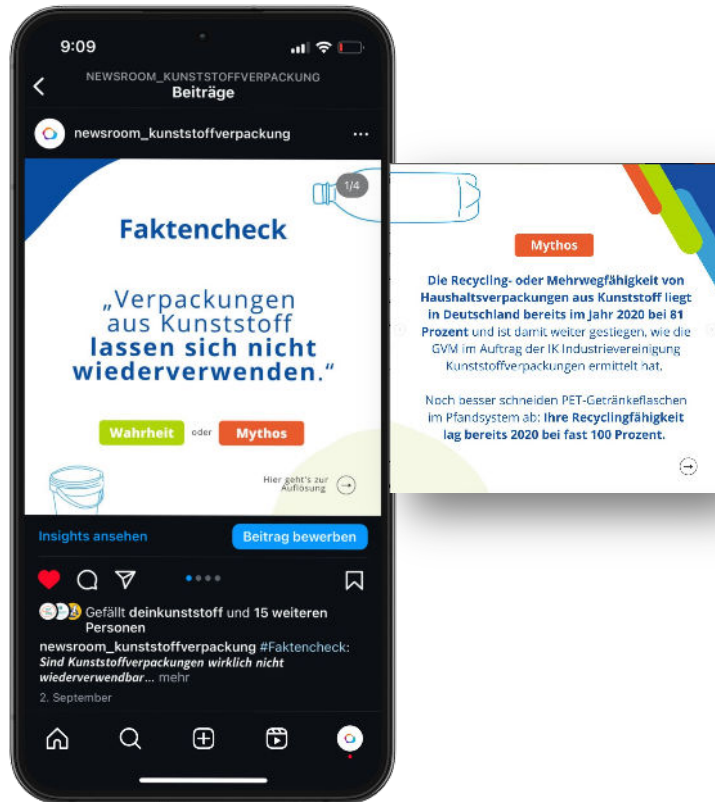 9:09
NEWSROOM_KUNSTSTOFFVERPACKUNG
Beiträge
newsroom_kunststoffverpackung
1/4
Faktencheck
„Verpackungen
aus Kunststoff
lassen sich nicht
wiederverwenden.“
Wahrheit oder Mythos
Hier geht's zur
Auflösung
Insights ansehen
Beitrag bewerben
Gefällt deinkunststoff und 15 weiteren
Personen
newsroom_kunststoffverpackung #Faktencheck:
Sind Kunststoffverpackungen wirklich nicht
wiederverwendbar... mehr
2. September
Mythos
Die Recycling- oder Mehrwegfähigkeit von
Haushaltsverpackungen aus Kunststoff liegt
in Deutschland bereits im Jahr 2020 bei 81
Prozent und ist damit weiter gestiegen, wie die
GVM im Auftrag der IK Industrievereinigung
Kunststoffverpackungen ermittelt hat.
Noch besser schneiden PET-Getränkeflaschen
im Pfandsystem ab: Ihre Recyclingfähigkeit
lag bereits 2020 bei fast 100 Prozent.